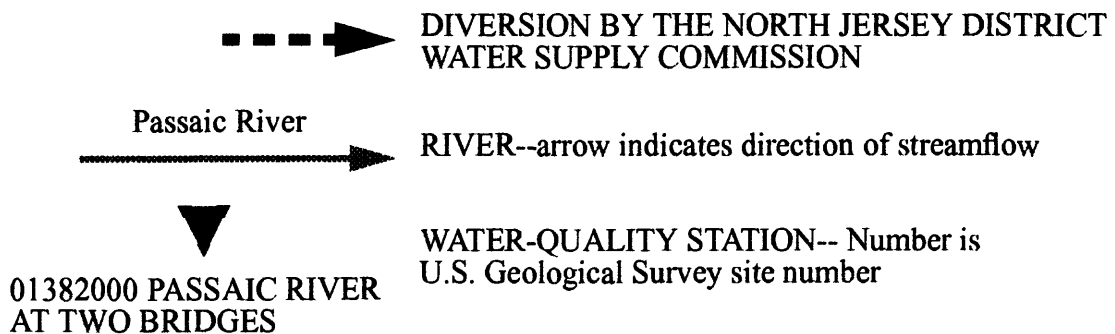 DIVERSION BY THE NORTH JERSEY DISTRICT
WATER SUPPLY COMMISSION
Passaic River
RIVER--arrow indicates direction of streamflow
WATER-QUALITY STATION-- Number is
U.S. Geological Survey site number
01382000 PASSAIC RIVER
AT TWO BRIDGES